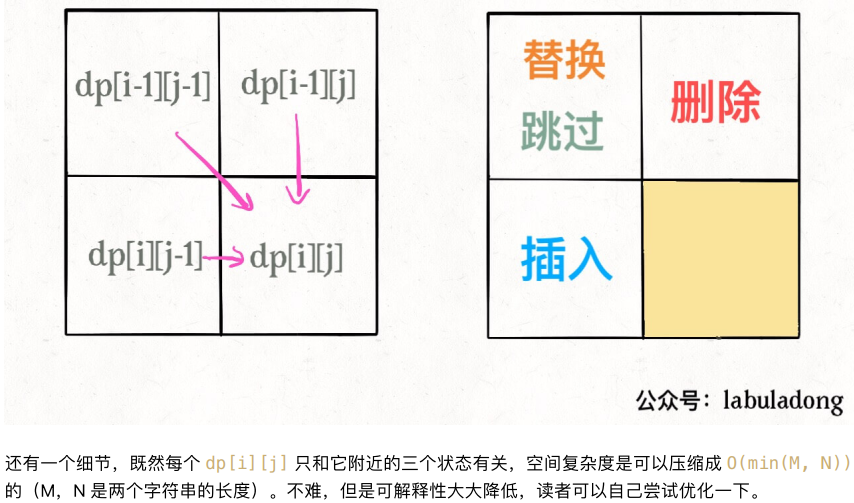 dp[i-1][j-1]
dp[i-1][j]
dp[i][j-1]
dp[i][j]
替换
跳过
删除
插入
公众号：labuladong
还有一个细节，既然每个 dp[i][j] 只和它附近的三个状态有关，空间复杂度是可以压缩成 O(min(M, N))
的（M，N 是两个字符串的长度）。不难，但是可解释性大大降低，读者可以自己尝试优化一下。